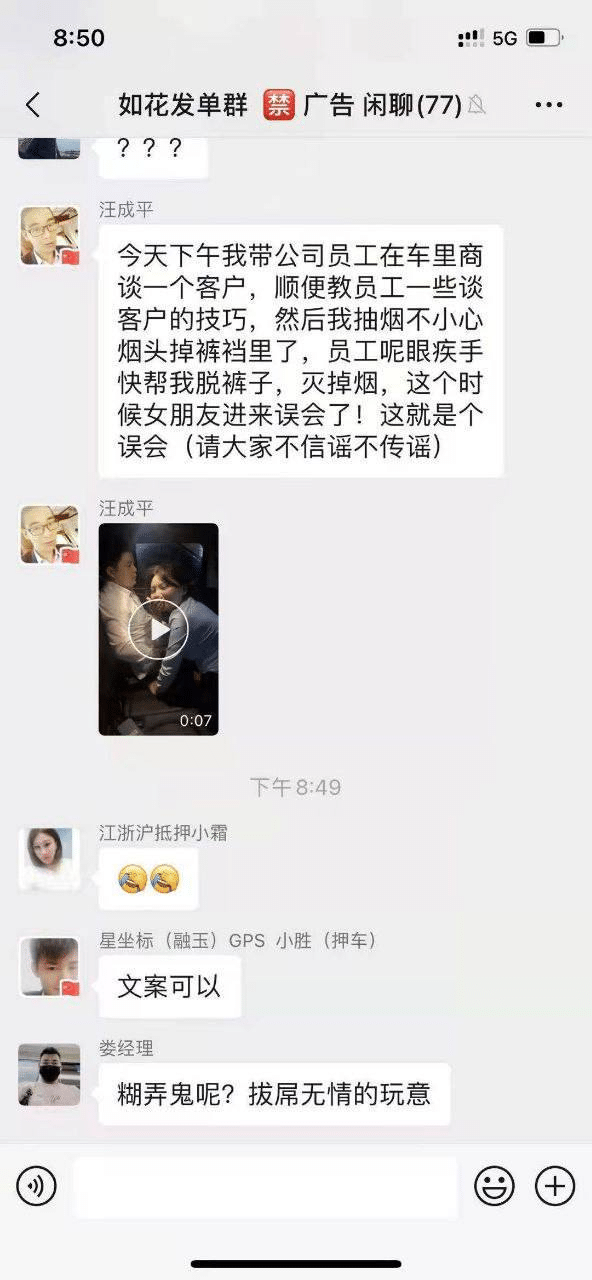 8:50
5G
如花发单群 禁 广告 闲聊(77)
？？？
汪成平
今天下午我带公司员工在车里商
谈一个客户，顺便教员工一些谈
客户的技巧，然后我抽烟不小心
烟头掉裤裆里了，员工呢眼疾手
快帮我脱裤子，灭掉烟，这个时
候女朋友进来误会了！这就是个
误会（请大家不信谣不传谣）
汪成平
0:07
下午8:49
江浙沪抵押小霜
星坐标（融玉）GPS 小胜（押车）
文案可以
娄经理
糊弄鬼呢？拔屌无情的玩意